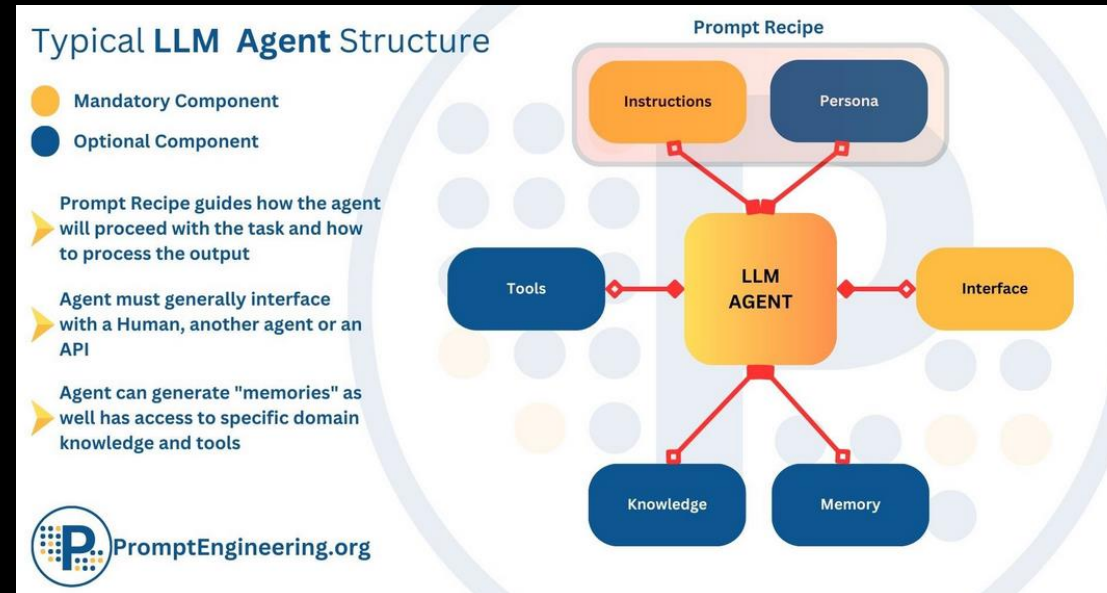 Typical LLM Agent Structure
Mandatory Component
Optional Component
Prompt Recipe guides how the agent
will proceed with the task and how
to process the output
Agent must generally interface
with a Human, another agent or an
API
Agent can generate "memories" as
well has access to specific domain
knowledge and tools
P.
PromptEngineering.org
Prompt Recipe
Instructions
Persona
Tools
LLM
AGENT
Interface
Knowledge
Memory